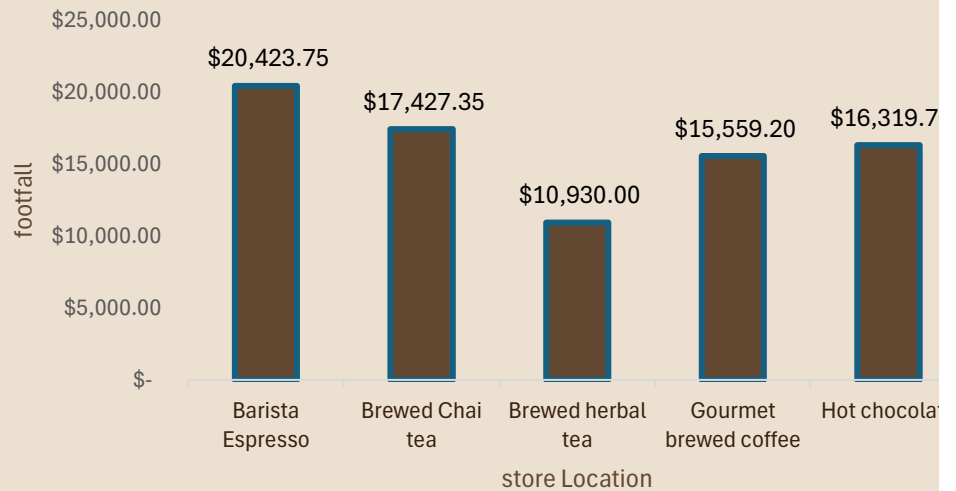 $25,000.00
$20,423.75
$20,000.00
$17,427.35
$16,319.7
$15,559.20
$15,000.00
$10,930.00
footfall
$10,000.00
$5,000.00
$-
Barista
Espresso
Brewed Chai
tea
Brewed herbal
tea
Gourmet
brewed coffee
Hot chocolat
store Location